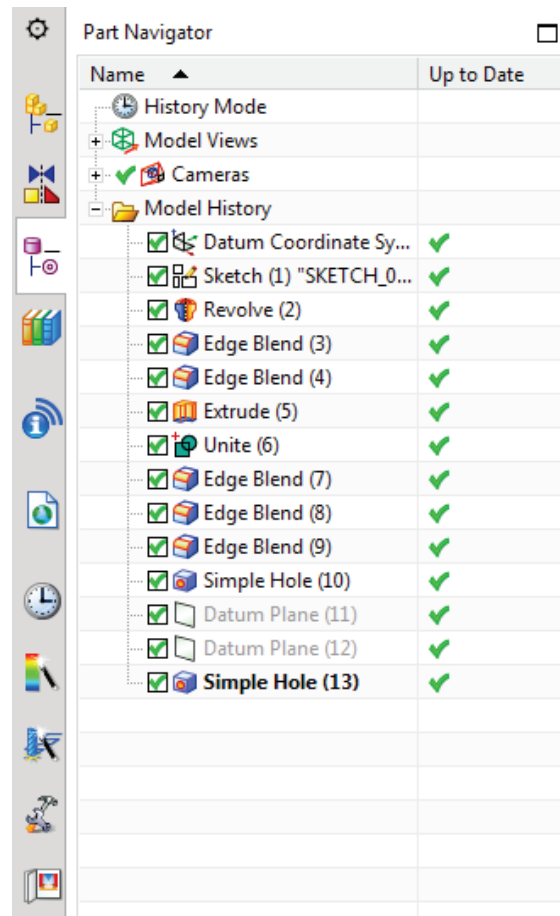 Part Navigator
Name Up to Date
History Mode
Model Views
Cameras
Model History
Datum Coordinate Sy...
Sketch (1) "SKETCH_0...
Revolve (2)
Edge Blend (3)
Edge Blend (4)
Extrude (5)
Unite (6)
Edge Blend (7)
Edge Blend (8)
Edge Blend (9)
Simple Hole (10)
Datum Plane (11)
Datum Plane (12)
Simple Hole (13)